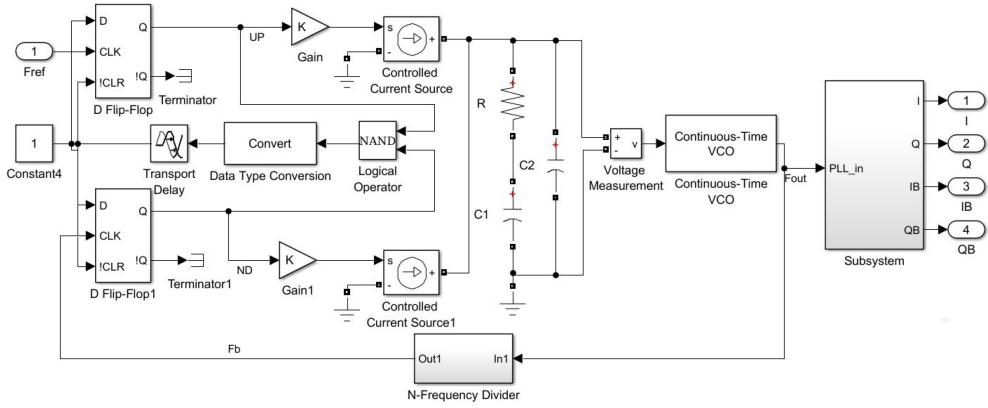 D
Q
CLK
!CLR
!Q
D Flip-Flop
1
Fref
Terminator
UP
K
Gain
s
+
-
Controlled
Current Source
1
Constant4
Transport
Delay
Convert
Data Type Conversion
NAND
Logical
Operator
R
+
C2
+
C1
+
+
-
v
Voltage
Measurement
Continuous-Time
VCO
Continuous-Time
VCO
Fout
PLL_in
I
Q
IB
QB
Subsystem
1
I
2
Q
3
IB
4
QB
D
Q
CLK
!CLR
!Q
D Flip-Flop1
Terminator1
ND
K
Gain1
s
+
-
Controlled
Current Source1
Fb
Out1
In1
N-Frequency Divider